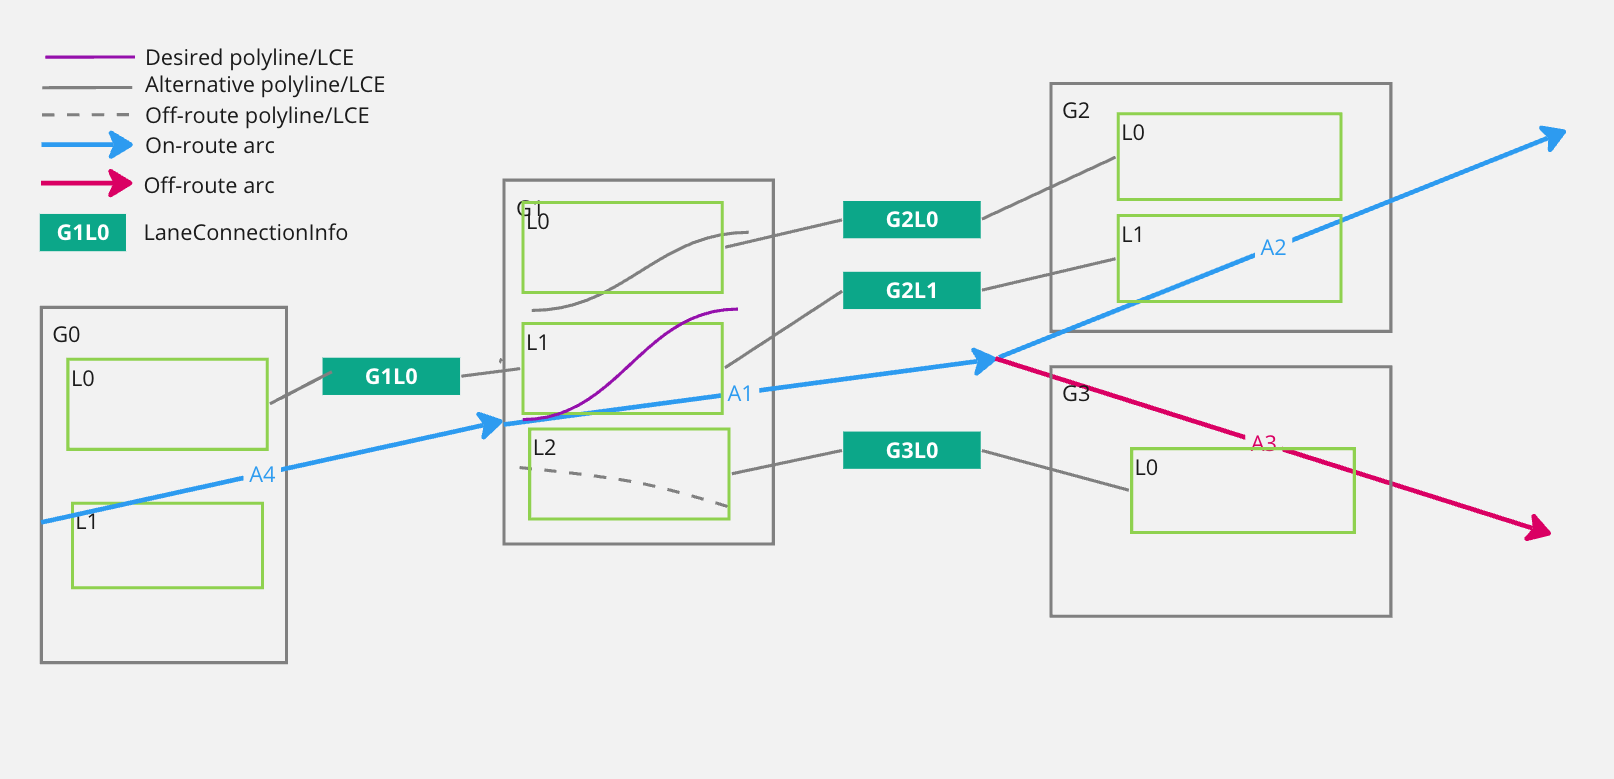 Desired polyline/LCE
Alternative polyline/LCE
Off-route polyline/LCE
On-route arc
Off-route arc
G1L0 LaneConnectionInfo
G0
L0
L1
A4
G1L0
G1
L0
L1
L2
A1
G2L0
G2L1
G3L0
G2
L0
L1
A2
G3
A3
L0